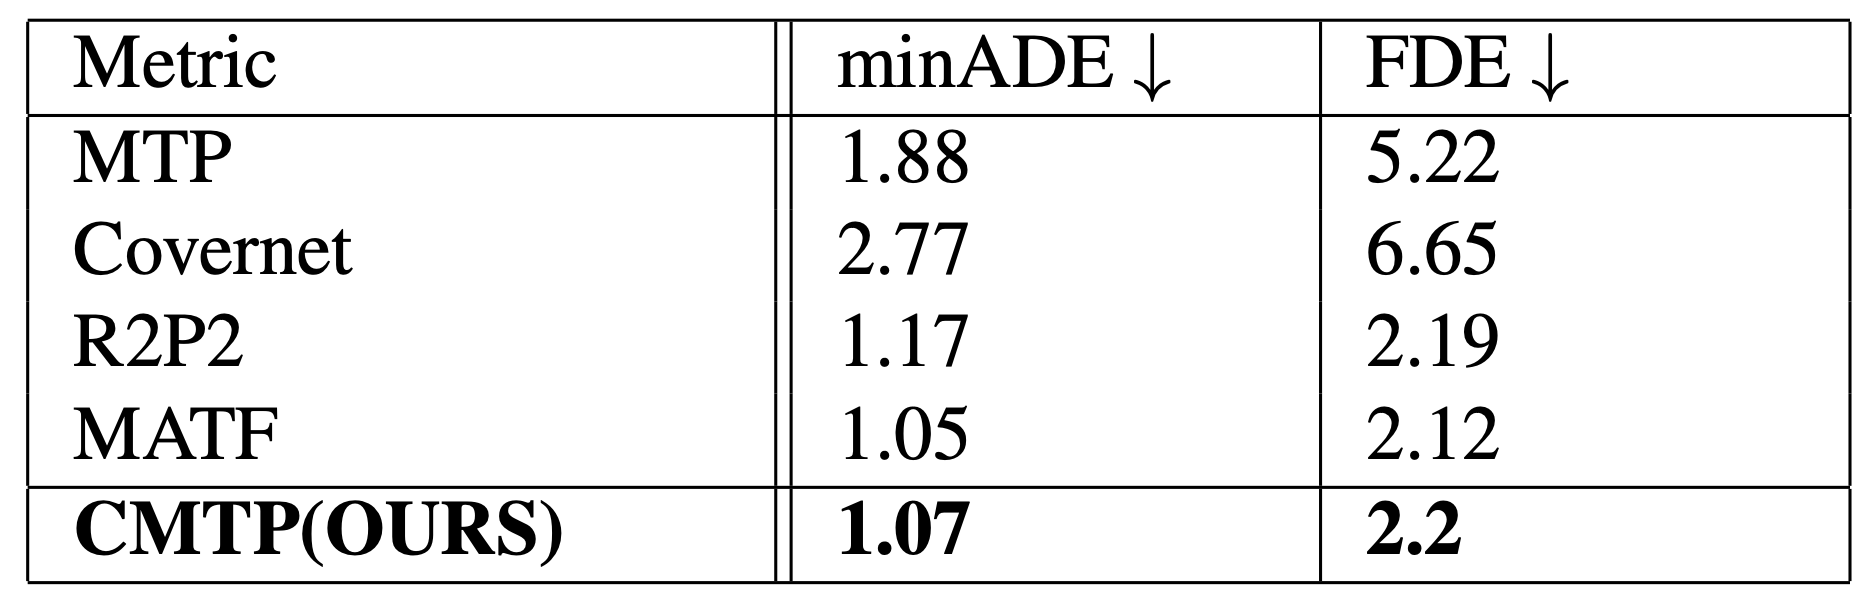 Metric minADE ↓ FDE ↓
MTP 1.88 5.22
Covernet 2.77 6.65
R2P2 1.17 2.19
MATF 1.05 2.12
CMTP(OURS) 1.07 2.2